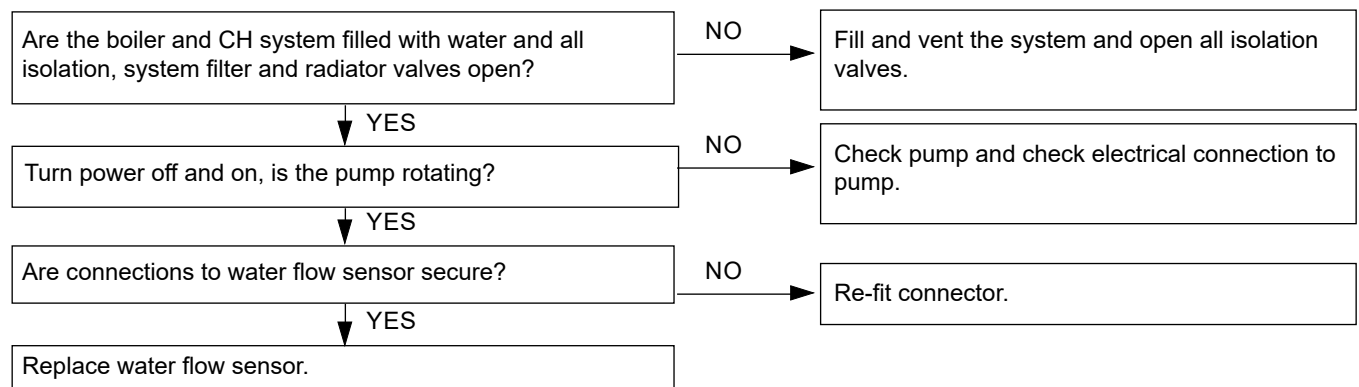 Are the boiler and CH system filled with water and all
isolation, system filter and radiator valves open?
NO
Fill and vent the system and open all isolation
valves.
YES
Turn power off and on, is the pump rotating?
NO
Check pump and check electrical connection to
pump.
YES
Are connections to water flow sensor secure?
NO
Re-fit connector.
YES
Replace water flow sensor.